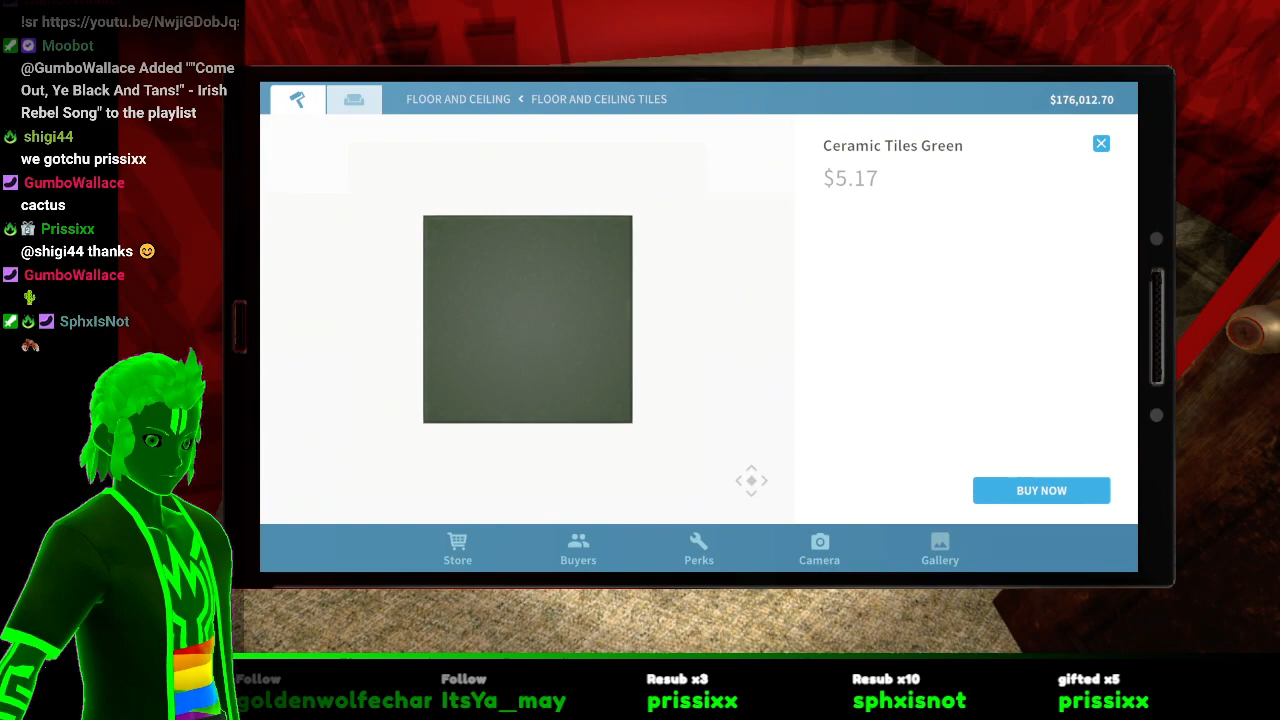 !sr https://youtu.be/NwjiGDobJq
Moobot
@GumboWallace Added ""Come
Out, Ye Black And Tans!" - Irish
Rebel Song" to the playlist
shigi44
we gotchu prissixx
GumboWallace
cactus
Prissixx
@shigi44 thanks 😊
GumboWallace
🌵
SphxIsNot
FLOOR AND CEILING < FLOOR AND CEILING TILES
$176,012.70
Ceramic Tiles Green
$5.17
BUY NOW
Store
Buyers
Perks
Camera
Gallery
Follow
goldenwolfechar
Follow
ItsYa__may
Resub x3
prissixx
Resub x10
sphxisnot
gifted x5
prissixx